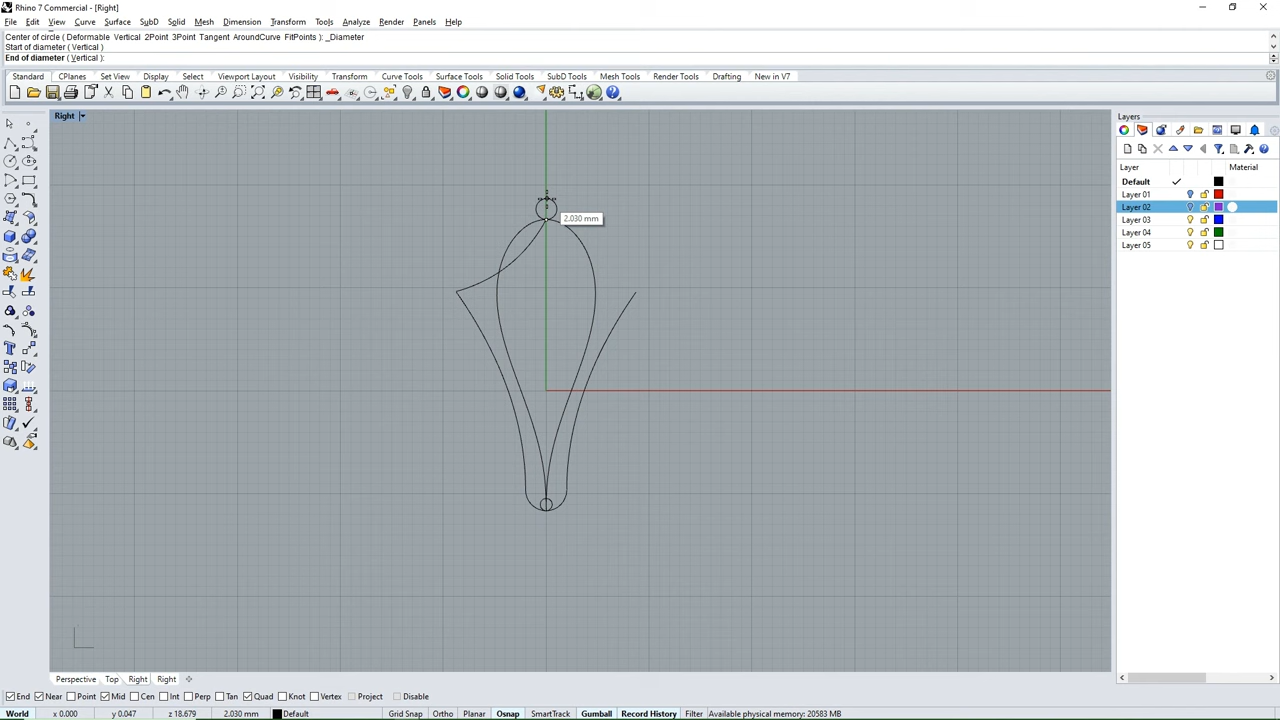 Rhino 7 Commercial - [Right]
File Edit View Curve Surface SubD Solid Mesh Dimension Transform Tools Analyze Render Panels Help
Center of circle ( Deformable Vertical 2Point 3Point Tangent AroundCurve FitPoints ): _Diameter
Start of diameter ( Vertical )
End of diameter ( Vertical ):
Standard CPlanes Set View Display Select Viewport Layout Visibility Transform Curve Tools Surface Tools Solid Tools SubD Tools Mesh Tools Render Tools Drafting New in V7
Right
2.030 mm
Layers
Layer Material
Default
Layer 01
Layer 02
Layer 03
Layer 04
Layer 05
Perspective Top Right Right
End Near Point Mid Cen Int Perp Tan Quad Knot Vertex Project Disable
World x 0.000 y 0.047 z 18.679 2.030 mm Default Grid Snap Ortho Planar Osnap SmartTrack Gumball Record History Filter Available physical memory: 20583 MB